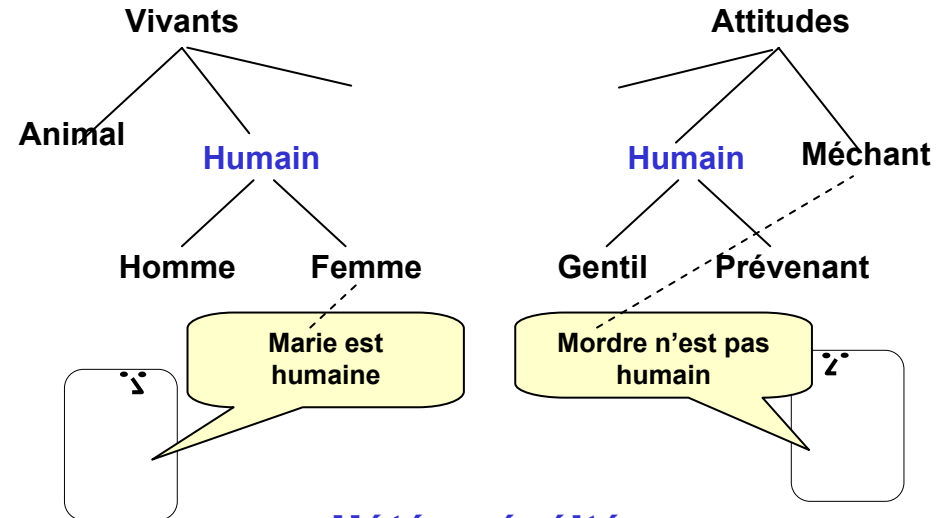 Vivants
Attitudes
Animal
Humain
Humain
Méchant
Homme
Femme
Gentil
Prévenant
Marie est
humaine
Mordre n’est pas
humain